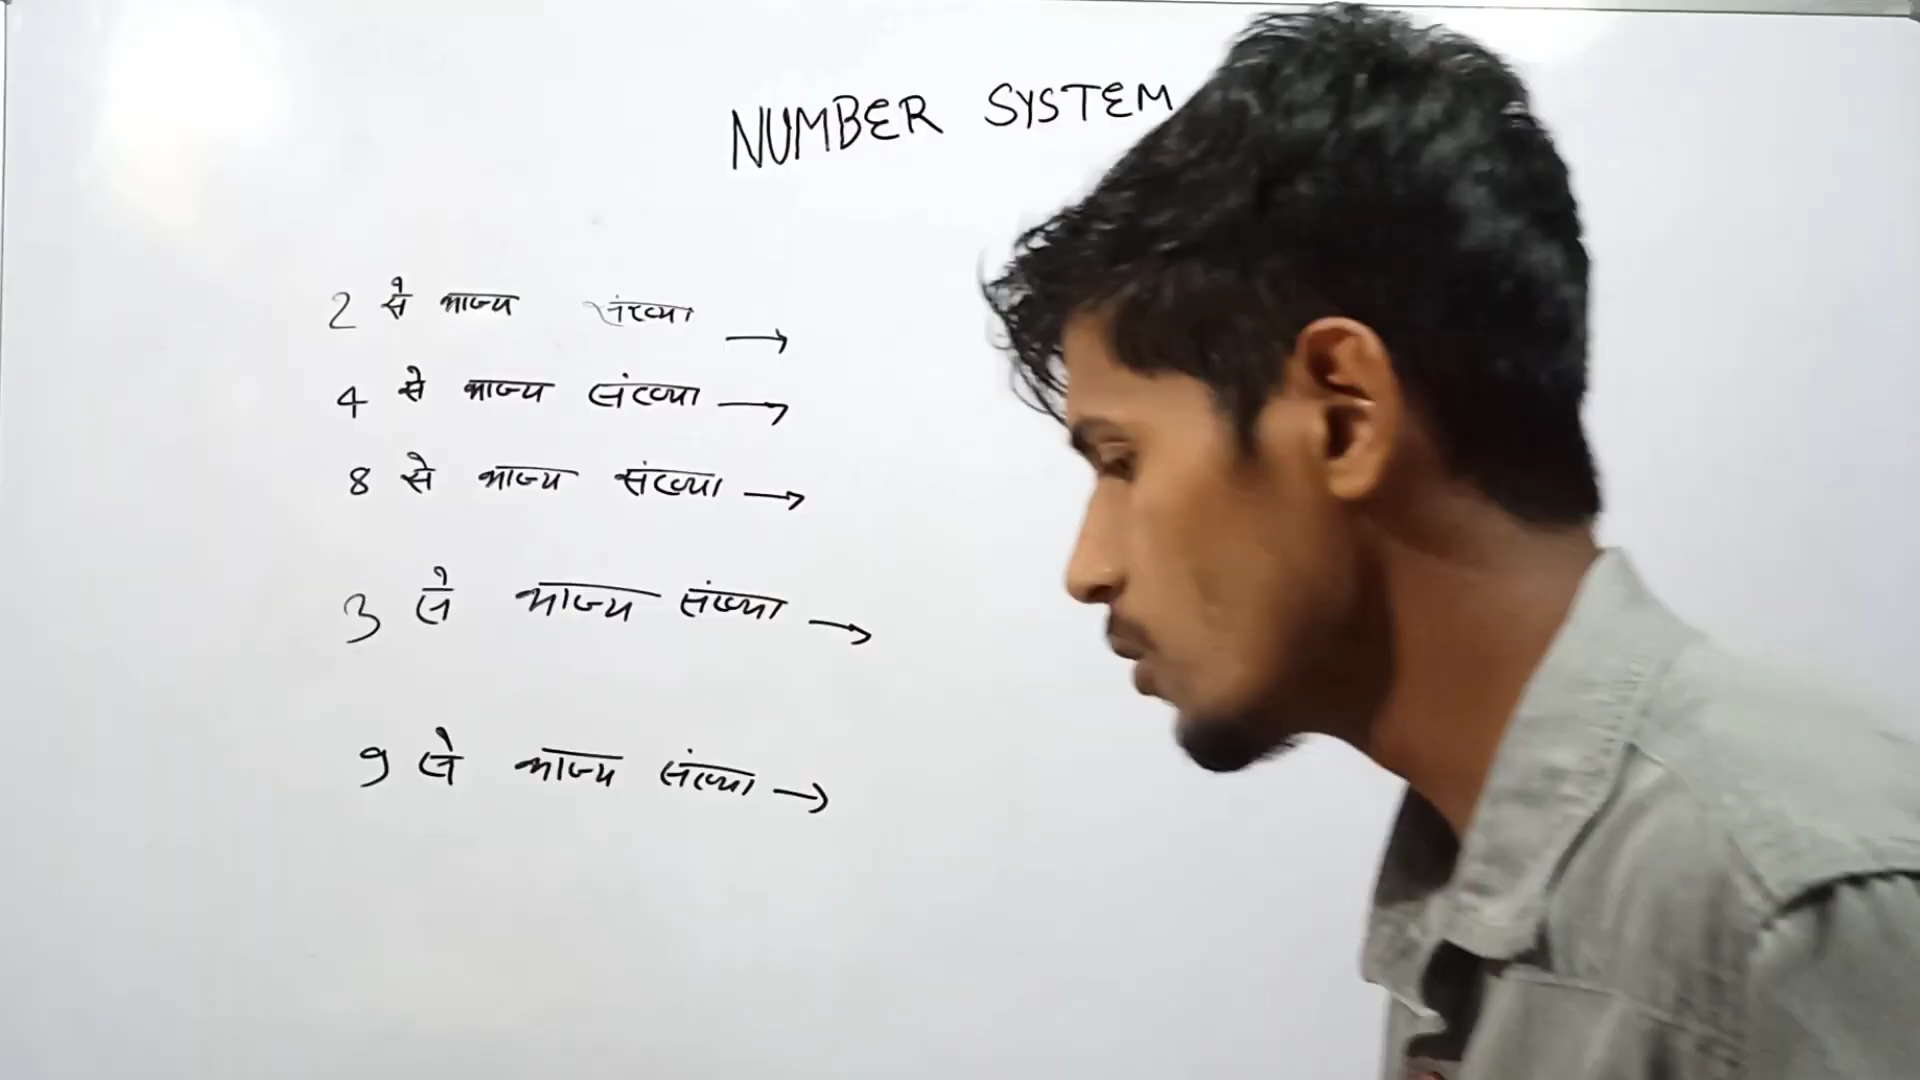 NUMBER SYSTEM
2 से भाज्य संख्या →
4 से भाज्य संख्या →
8 से भाज्य संख्या →
3 से भाज्य संख्या →
9 से भाज्य संख्या →